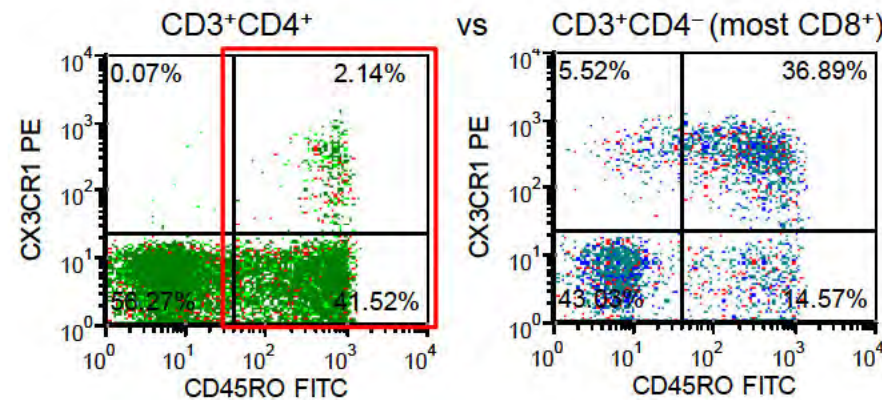 CD3⁺CD4⁺ vs CD3⁺CD4⁻ (most CD8⁺)
10⁴ 0.07% 2.14%
10³
10²
10¹
56.27% 41.52%
10⁰
10⁰ 10¹ 10² 10³ 10⁴
CX3CR1 PE
CD45RO FITC
10⁴ 5.52% 36.89%
10³
10²
10¹
43.03% 14.57%
10⁰
10⁰ 10¹ 10² 10³ 10⁴
CX3CR1 PE
CD45RO FITC